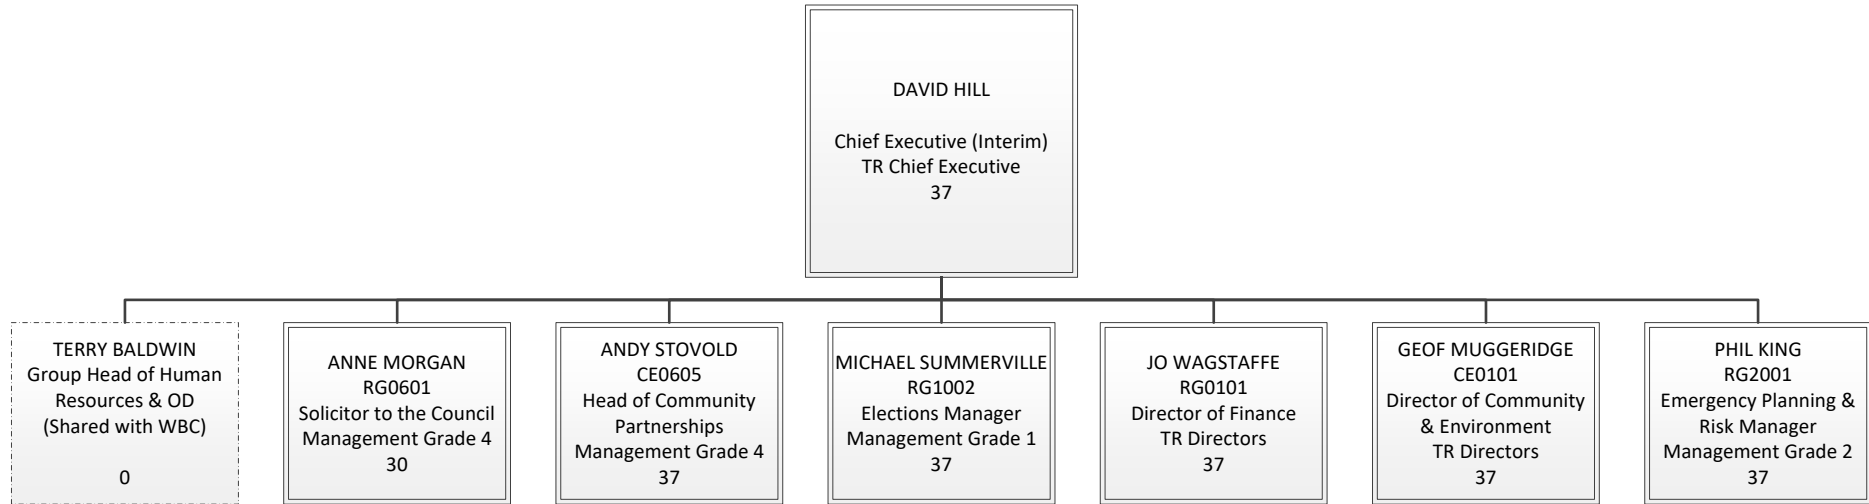 DAVID HILL
Chief Executive (Interim)
TR Chief Executive
37
TERRY BALDWIN
Group Head of Human
Resources & OD
(Shared with WBC)
0
ANNE MORGAN
RG0601
Solicitor to the Council
Management Grade 4
30
ANDY STOVOLD
CE0605
Head of Community
Partnerships
Management Grade 4
37
MICHAEL SUMMERVILLE
RG1002
Elections Manager
Management Grade 1
37
JO WAGSTAFFE
RG0101
Director of Finance
TR Directors
37
GEOF MUGGERIDGE
CE0101
Director of Community
& Environment
TR Directors
37
PHIL KING
RG2001
Emergency Planning &
Risk Manager
Management Grade 2
37